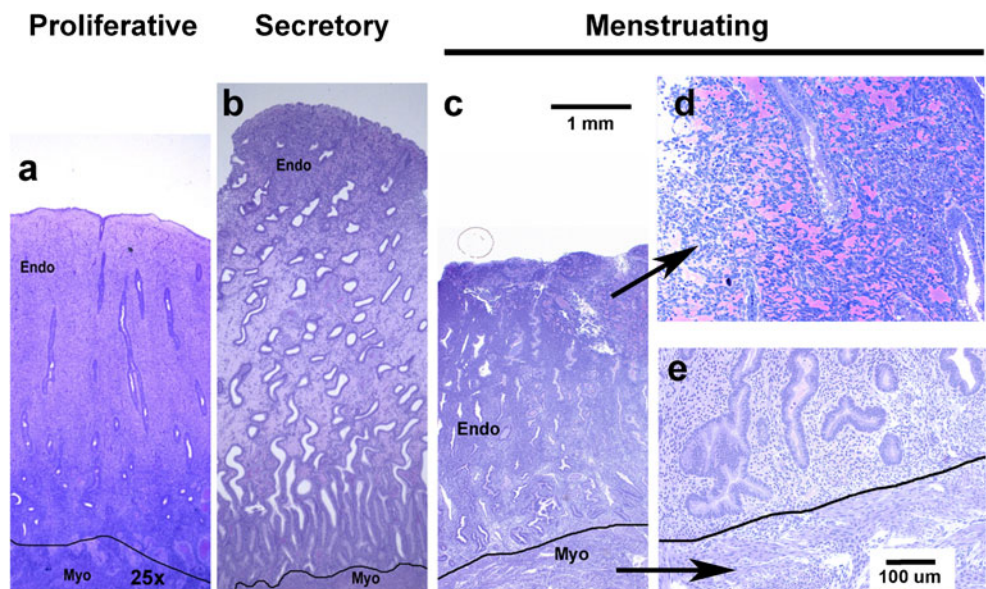 Proliferative
Secretory
Menstruating
a
Endo
Myo
25x
b
Endo
Myo
c
1 mm
Endo
Myo
d
e
100 um